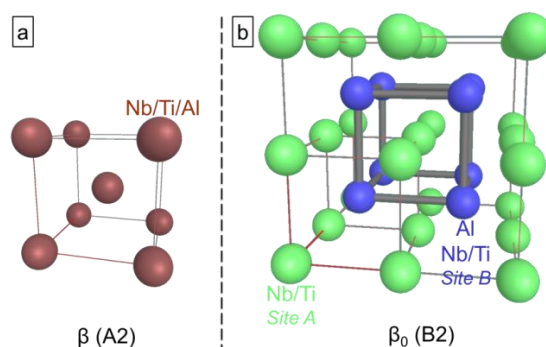 a
Nb/Ti/Al
β (A2)
b
Al
Nb/Ti
Site B
Nb/Ti
Site A
β₀ (B2)